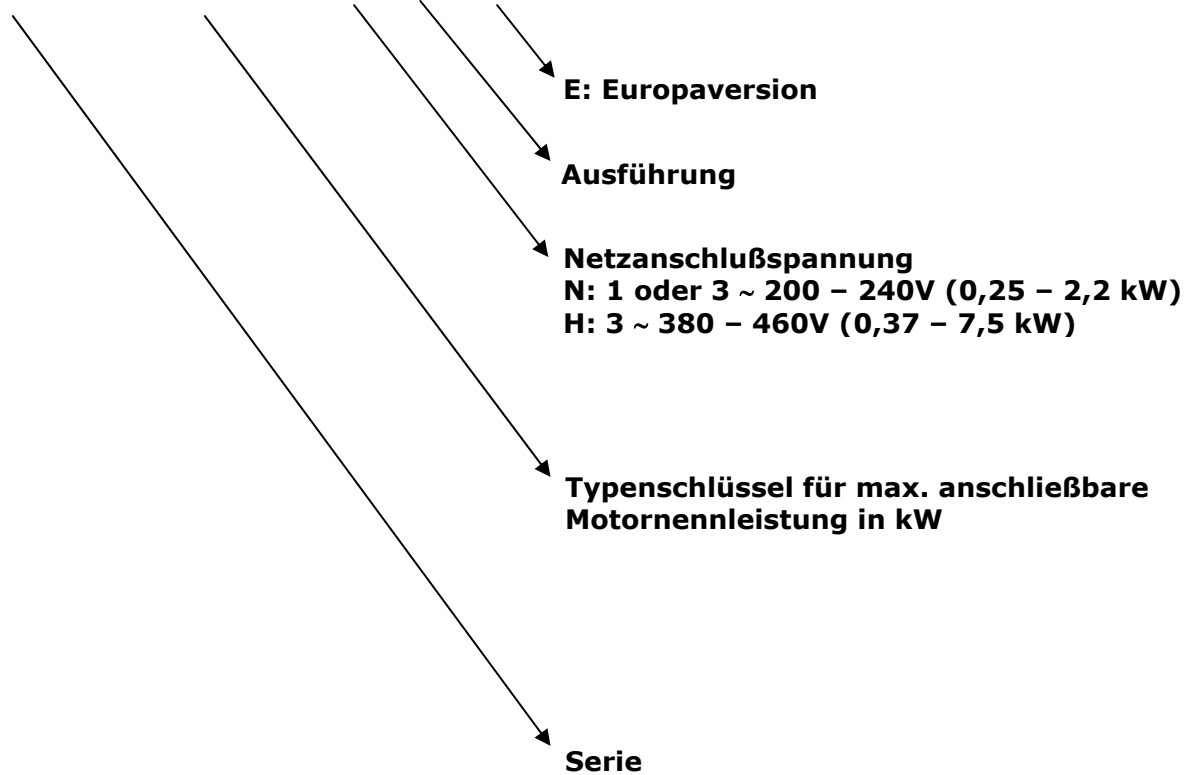 E: Europaversion
Ausführung
Netzanschlußspannung
N: 1 oder 3 ~ 200 – 240V (0,25 – 2,2 kW)
H: 3 ~ 380 – 460V (0,37 – 7,5 kW)
Typenschlüssel für max. anschließbare
Motornennleistung in kW
Serie